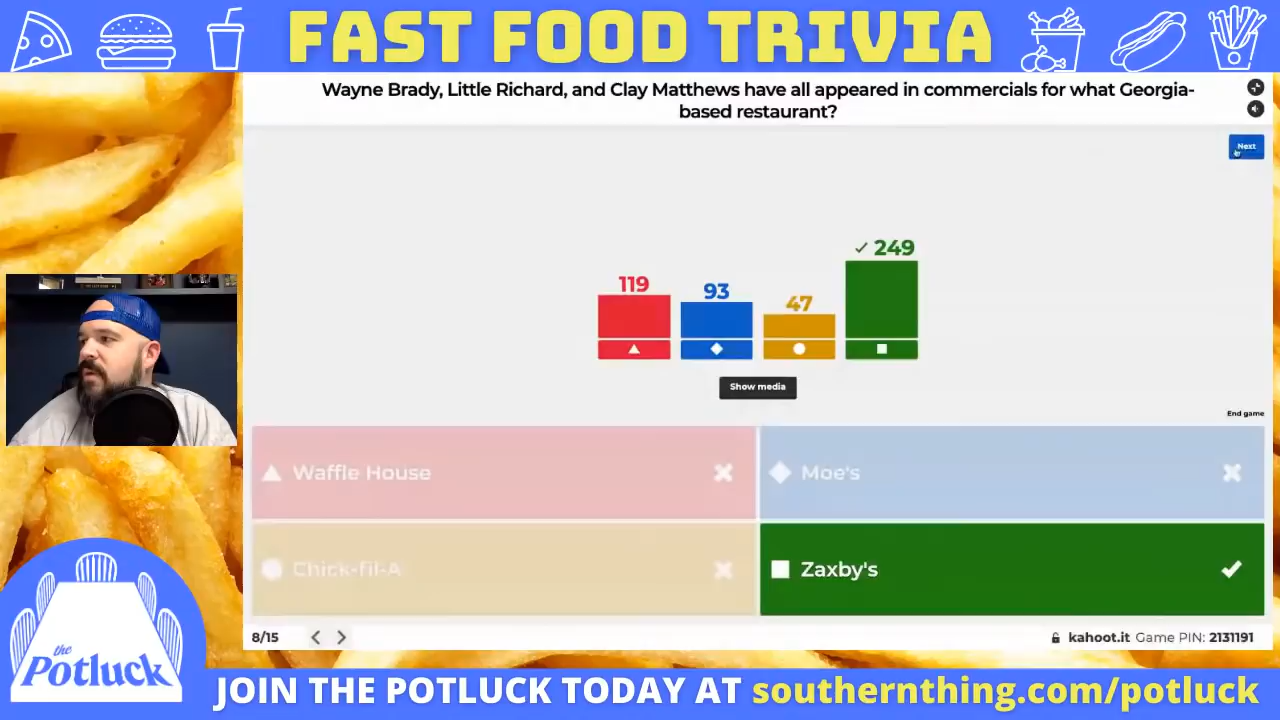 FAST FOOD TRIVIA
Wayne Brady, Little Richard, and Clay Matthews have all appeared in commercials for what Georgia-
based restaurant?
Next
119
93
47
249
Show media
End game
Waffle House
Moe's
Chick-fil-A
Zaxby's
8/15
kahoot.it Game PIN: 2131191
the
Potluck
JOIN THE POTLUCK TODAY AT southernthing.com/potluck